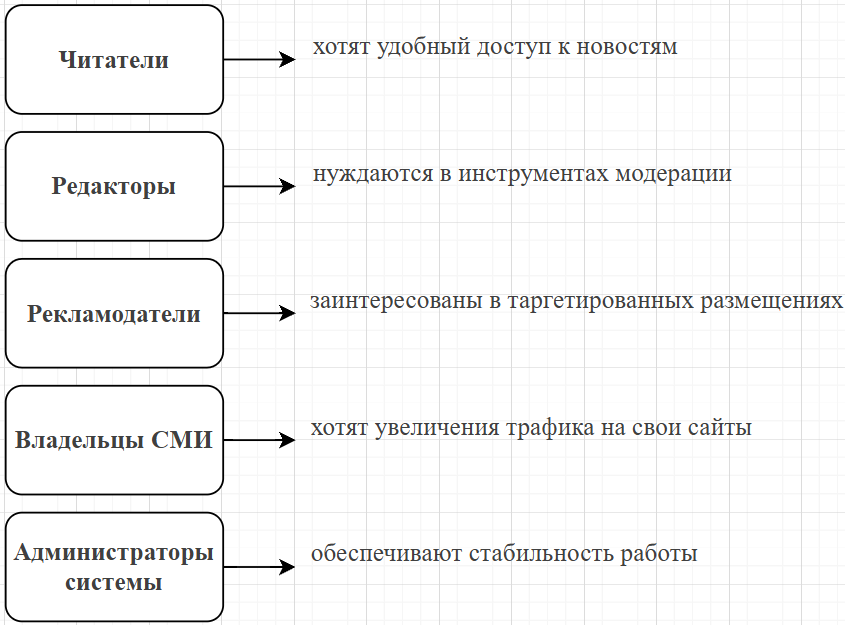 Читатели
хотят удобный доступ к новостям
Редакторы
нуждаются в инструментах модерации
Рекламодатели
заинтересованы в таргетированных размещениях
Владельцы СМИ
хотят увеличения трафика на свои сайты
Администраторы
системы
обеспечивают стабильность работы